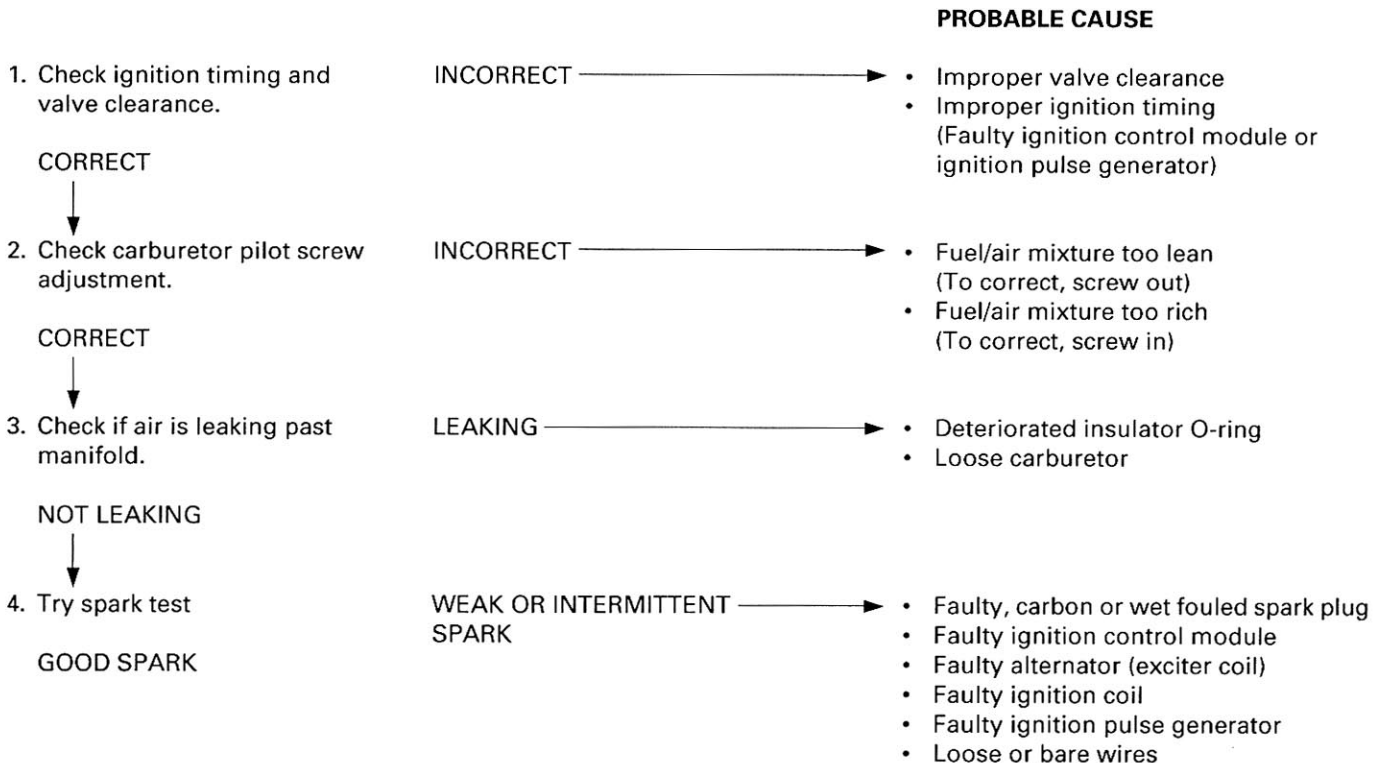 PROBABLE CAUSE
1. Check ignition timing and
valve clearance.
INCORRECT
• Improper valve clearance
• Improper ignition timing
(Faulty ignition control module or
ignition pulse generator)
CORRECT
2. Check carburetor pilot screw
adjustment.
INCORRECT
• Fuel/air mixture too lean
(To correct, screw out)
• Fuel/air mixture too rich
(To correct, screw in)
CORRECT
3. Check if air is leaking past
manifold.
LEAKING
• Deteriorated insulator O-ring
• Loose carburetor
NOT LEAKING
4. Try spark test
WEAK OR INTERMITTENT
SPARK
• Faulty, carbon or wet fouled spark plug
• Faulty ignition control module
• Faulty alternator (exciter coil)
• Faulty ignition coil
• Faulty ignition pulse generator
• Loose or bare wires
GOOD SPARK